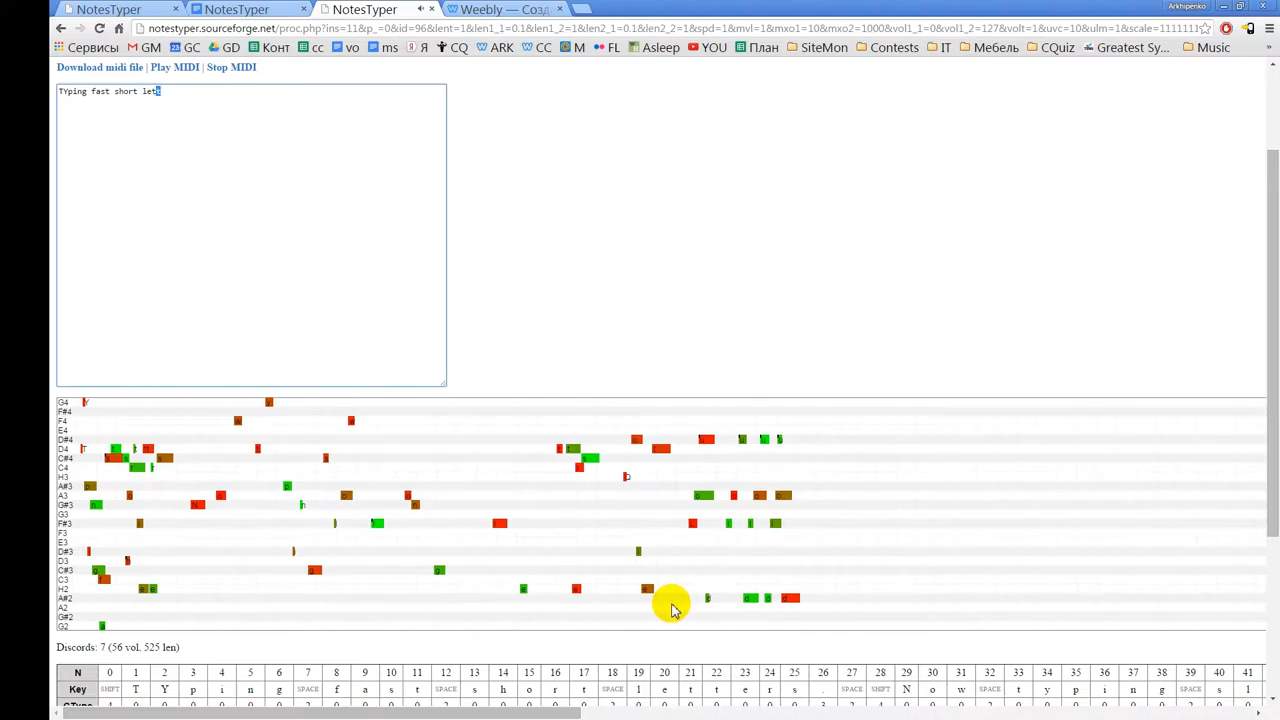 NotesTyper
NotesTyper
NotesTyper
Weebly — Созд
Arkhipenko
notestyper.sourceforge.net/proc.php?ins=11&p_=0&id=96&lent=1&len1_1=0.1&len1_2=1&len2_1=0.1&len2_2=1&spd=1&mvl=1&mxo1=10&mxo2=1000&vol1_1=0&vol1_2=127&volt=1&uvc=10&ulm=1&scale=1111111
Сервисы GM GC GD Конт cc vo ms CQ ARK CC M FL Asleep YOU План SiteMon Contests IT Мебель CQuiz Greatest Sy... Music
Download midi file | Play MIDI | Stop MIDI
TYping fast short lett
G4
F#4
F4
E4
D#4
D4
C#4
C4
H3
A#3
A3
G#3
G3
F#3
F3
E3
D#3
D3
C#3
C3
H2
A#2
A2
G#2
G2
Discords: 7 (56 vol, 525 len)
N 0 1 2 3 4 5 6 7 8 9 10 11 12 13 14 15 16 17 18 19 20 21 22 23 24 25 26 27 28 29 30 31 32 33 34 35 36 37 38 39 40 41
Key SHIFT T Y p i n g SPACE f a s t SPACE s h o r t SPACE l e t t e r s . SPACE SHIFT N o w SPACE t y p i n g SPACE s l